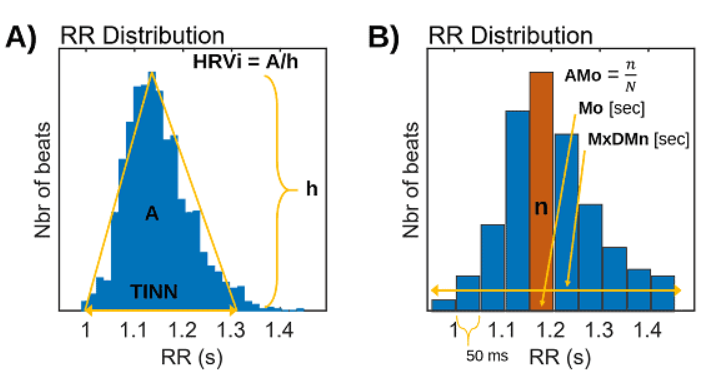 A)
RR Distribution
HRVi = A/h
Nbr of beats
A
h
TINN
1 1.1 1.2 1.3 1.4
RR (s)
B)
RR Distribution
AMo = n/N
Mo [sec]
MxDMn [sec]
Nbr of beats
n
1 1.1 1.2 1.3 1.4
50 ms
RR (s)